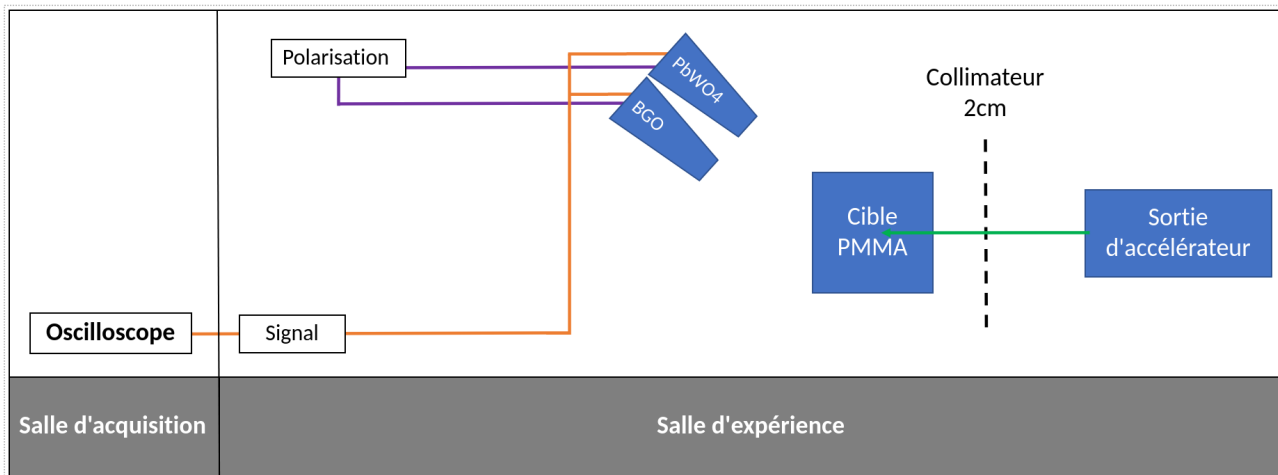 Polarisation
PbWO4
BGO
Collimateur
2cm
Cible
PMMA
Sortie
d'accélérateur
Oscilloscope
Signal
Salle d'acquisition
Salle d'expérience